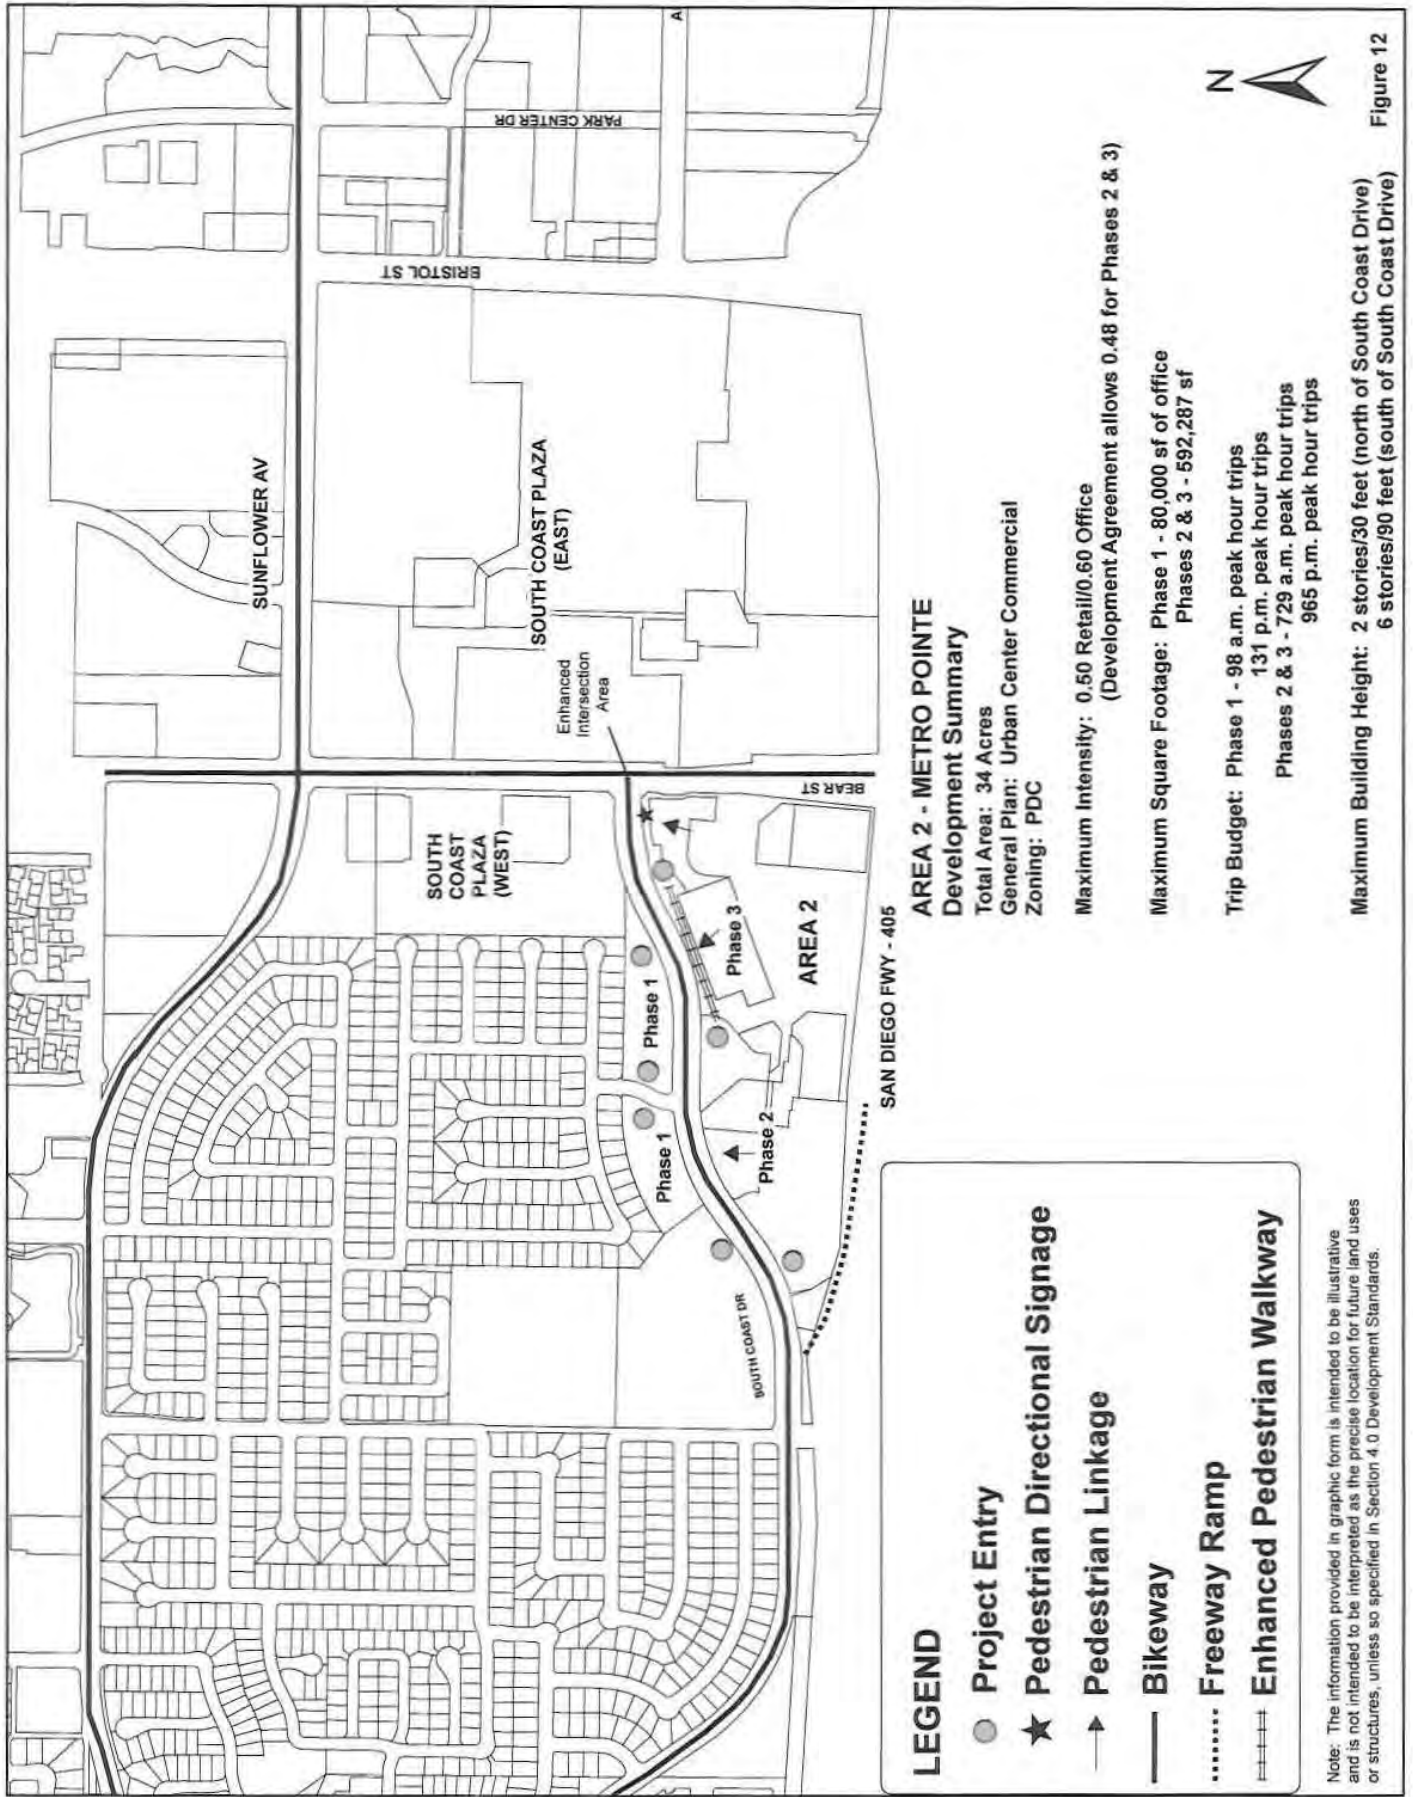 SUNFLOWER AV
BRISTOL ST
PARK CENTER DR
A
SOUTH COAST PLAZA
(EAST)
SOUTH
COAST
PLAZA
(WEST)
Enhanced
Intersection
Area
BEAR ST
Phase 1
Phase 1
Phase 3
Phase 2
AREA 2
SOUTH COAST DR
SAN DIEGO FWY - 405
AREA 2 - METRO POINTE
Development Summary
Total Area: 34 Acres
General Plan: Urban Center Commercial
Zoning: PDC
Maximum Intensity: 0.50 Retail/0.60 Office
(Development Agreement allows 0.48 for Phases 2 & 3)
Maximum Square Footage: Phase 1 - 80,000 sf of office
Phases 2 & 3 - 592,287 sf
Trip Budget: Phase 1 - 98 a.m. peak hour trips
131 p.m. peak hour trips
Phases 2 & 3 - 729 a.m. peak hour trips
965 p.m. peak hour trips
Maximum Building Height: 2 stories/30 feet (north of South Coast Drive)
6 stories/90 feet (south of South Coast Drive)
N
Figure 12
LEGEND
Project Entry
Pedestrian Directional Signage
Pedestrian Linkage
Bikeway
Freeway Ramp
Enhanced Pedestrian Walkway
Note: The information provided in graphic form is intended to be illustrative
and is not intended to be interpreted as the precise location for future land uses
or structures, unless so specified in Section 4.0 Development Standards.